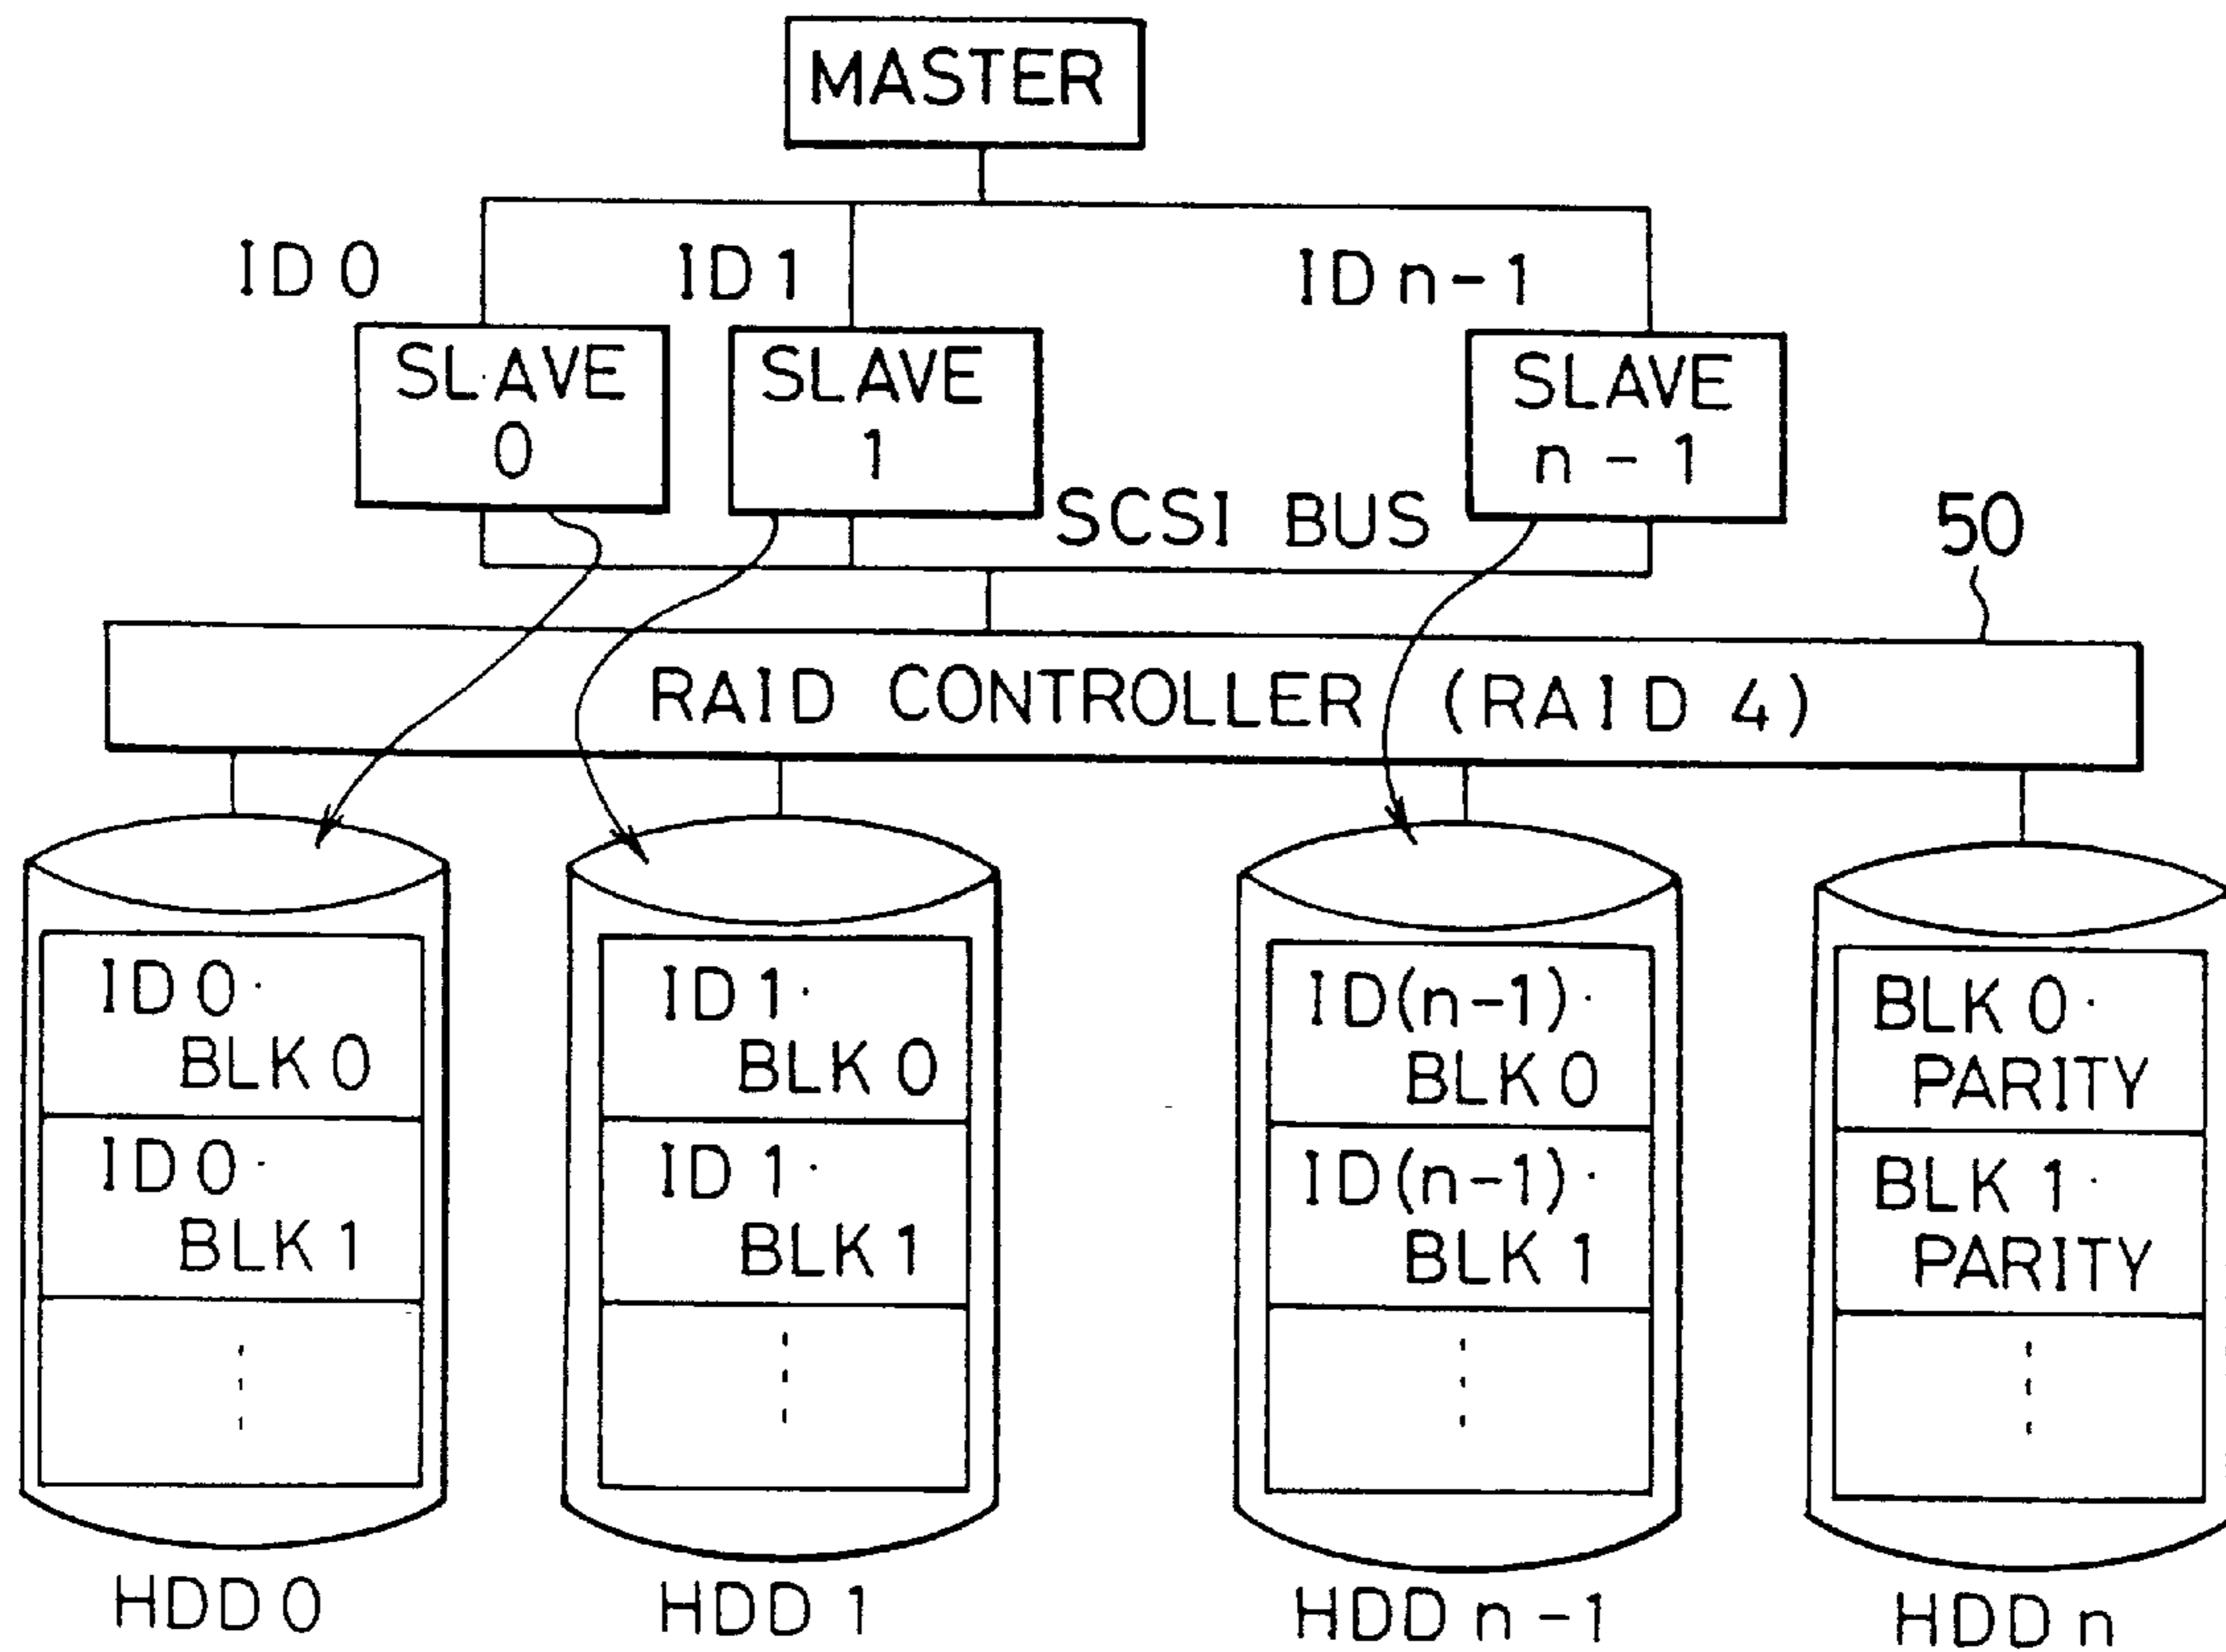 MASTER
ID 0
ID 1
ID n-1
SLAVE
0
SLAVE
1
SLAVE
n-1
SCSI BUS
50
RAID CONTROLLER (RAID 4)
ID 0·
BLK 0
ID 1·
BLK 0
ID(n-1)·
BLK 0
BLK 0·
PARITY
ID 0·
BLK 1
ID 1·
BLK 1
ID(n-1)·
BLK 1
BLK 1·
PARITY
HDD 0
HDD 1
HDD n-1
HDD n